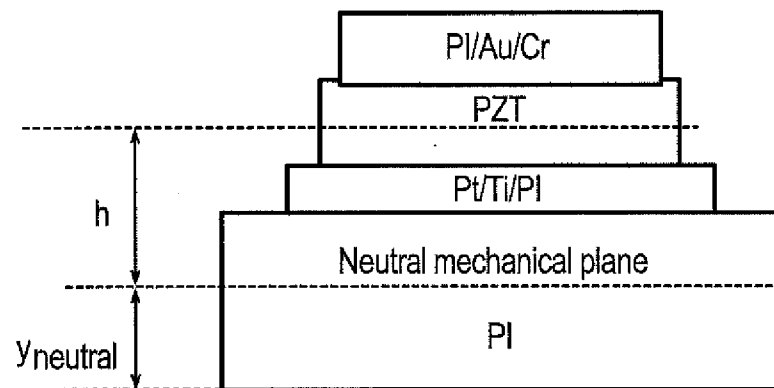 PI/Au/Cr
PZT
Pt/Ti/PI
h
Neutral mechanical plane
PI
yneutral